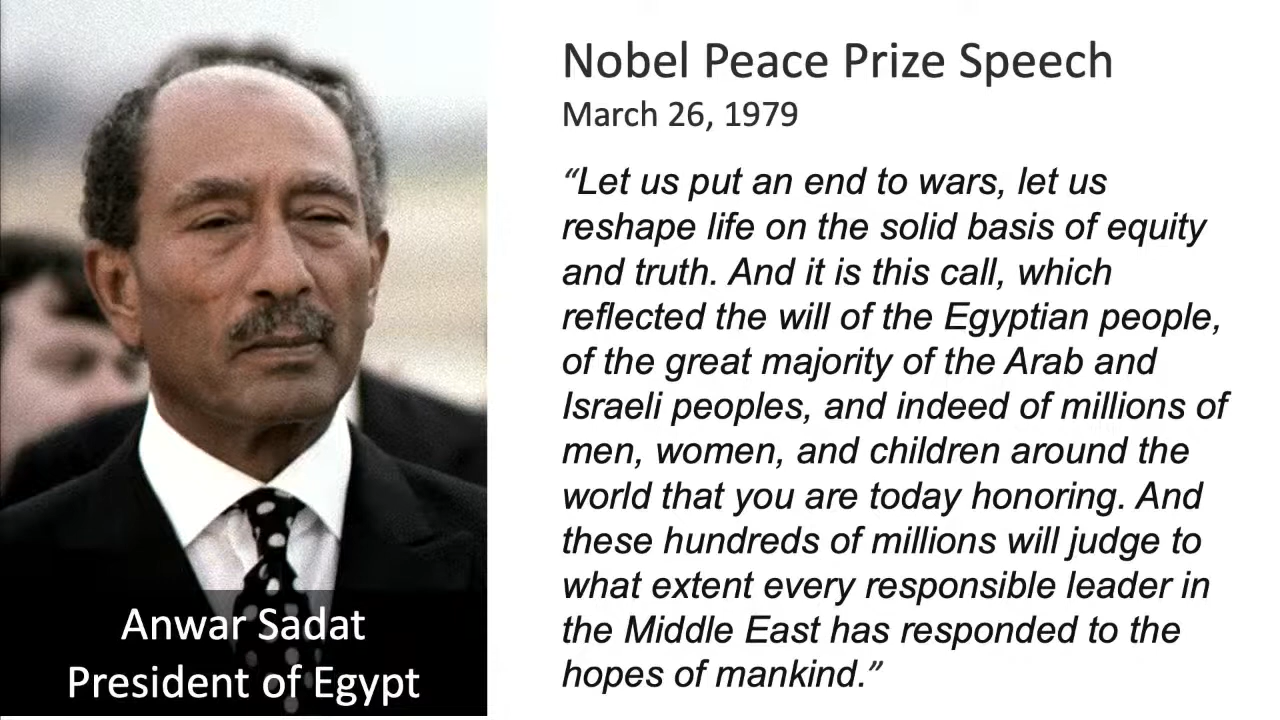 Nobel Peace Prize Speech
March 26, 1979
“Let us put an end to wars, let us
reshape life on the solid basis of equity
and truth. And it is this call, which
reflected the will of the Egyptian people,
of the great majority of the Arab and
Israeli peoples, and indeed of millions of
men, women, and children around the
world that you are today honoring. And
these hundreds of millions will judge to
what extent every responsible leader in
the Middle East has responded to the
hopes of mankind.”
Anwar Sadat
President of Egypt